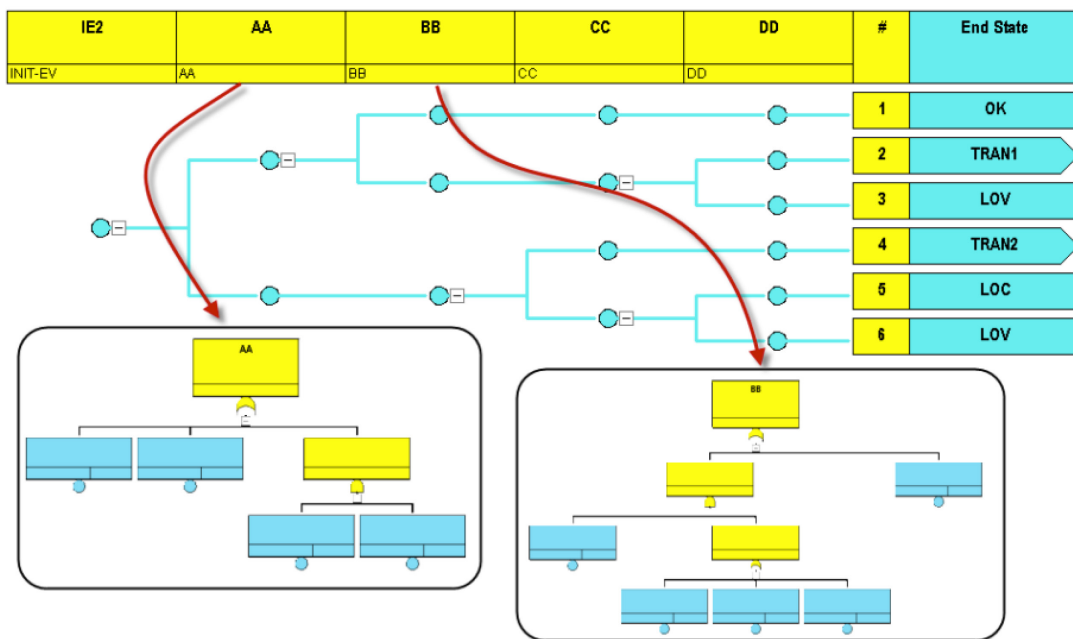 IE2 AA BB CC DD # End State
INIT-EV AA BB CC DD
1 OK
2 TRAN1
3 LOV
4 TRAN2
5 LOC
6 LOV
AA
BB